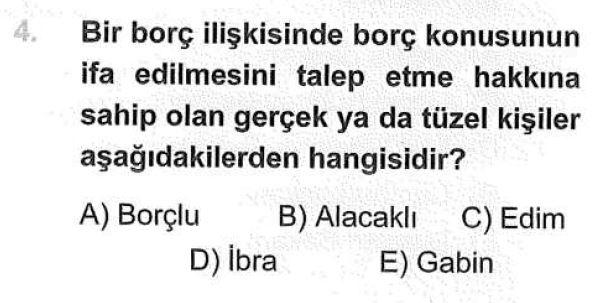 4. Bir borç ilişkisinde borç konusunun
ifa edilmesini talep etme hakkına
sahip olan gerçek ya da tüzel kişiler
aşağıdakilerden hangisidir?
A) Borçlu B) Alacaklı C) Edim
D) İbra E) Gabin